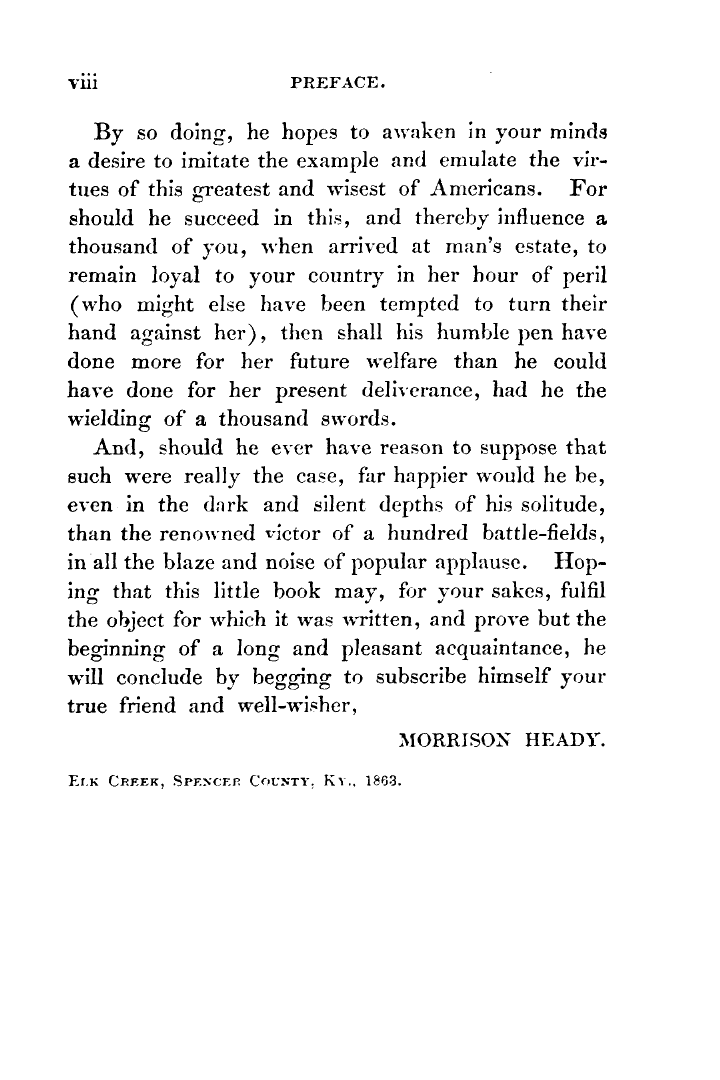 viii PREFACE.
By so doing, he hopes to awaken in your minds
a desire to imitate the example and emulate the vir-
tues of this greatest and wisest of Americans. For
should he succeed in this, and thereby influence a
thousand of you, when arrived at man's estate, to
remain loyal to your country in her hour of peril
(who might else have been tempted to turn their
hand against her), then shall his humble pen have
done more for her future welfare than he could
have done for her present deliverance, had he the
wielding of a thousand swords.
And, should he ever have reason to suppose that
such were really the case, far happier would he be,
even in the dark and silent depths of his solitude,
than the renowned victor of a hundred battle-fields,
in all the blaze and noise of popular applause. Hop-
ing that this little book may, for your sakes, fulfil
the object for which it was written, and prove but the
beginning of a long and pleasant acquaintance, he
will conclude by begging to subscribe himself your
true friend and well-wisher,
MORRISON HEADY.
ELK CREEK, SPENCER COUNTY, KY., 1863.